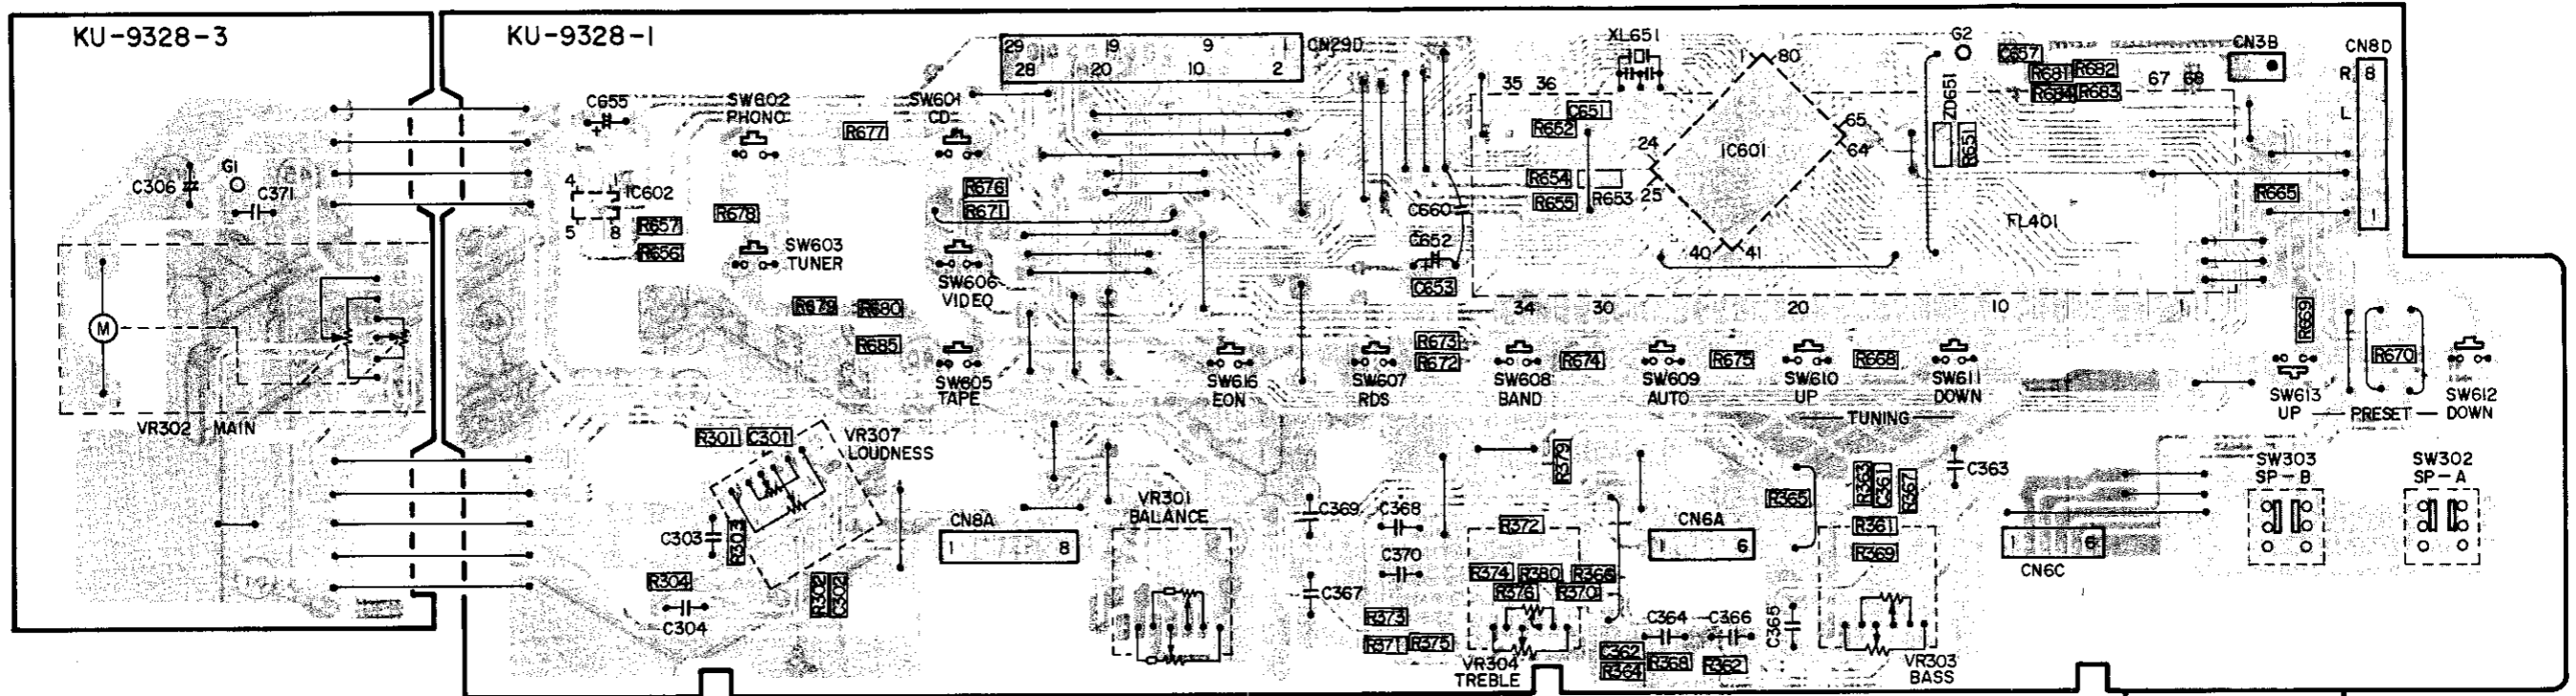 KU-9328-3
KU-9328-1
29 19 9 1
28 20 10 2
CN29D
XL651
1 80
G2
C657
R681 R682
R684 R683
67 68
CN3B
CN8D
R 8
L
1
35 36
C655
SW602
PHONO
R677
SW601
CD
R652
C651
24
25
IC601
65
64
40 41
ZD651
R651
C306
G1
C371
4 1
IC602
5 8
R657
R656
R678
R676
R671
R654
R655
R653
C660
FL401
R665
SW603
TUNER
SW606
VIDEO
C652
C653
R679
R680
34 30 20 10 1
R669
M
R685
SW605
TAPE
SW616
EON
SW607
RDS
R673
R672
SW608
BAND
R674
SW609
AUTO
R675
SW610
UP
R668
SW611
DOWN
TUNING
SW613
UP
R670
PRESET
SW612
DOWN
VR302 MAIN
R301
C301
VR307
LOUDNESS
R379
R363
C361
R367
C363
SW303
SP-B
SW302
SP-A
VR301
BALANCE
R365
C303
R303
CN8A
1 8
C369
C368
R372
CN6A
1 6
R361
R369
1 6
CN6C
R304
C304
R302
C302
C370
C367
R374
R380
R366
R376
R370
R373
R371
R375
VR304
TREBLE
C364
C366
C365
C362
R364
R368
R362
VR303
BASS